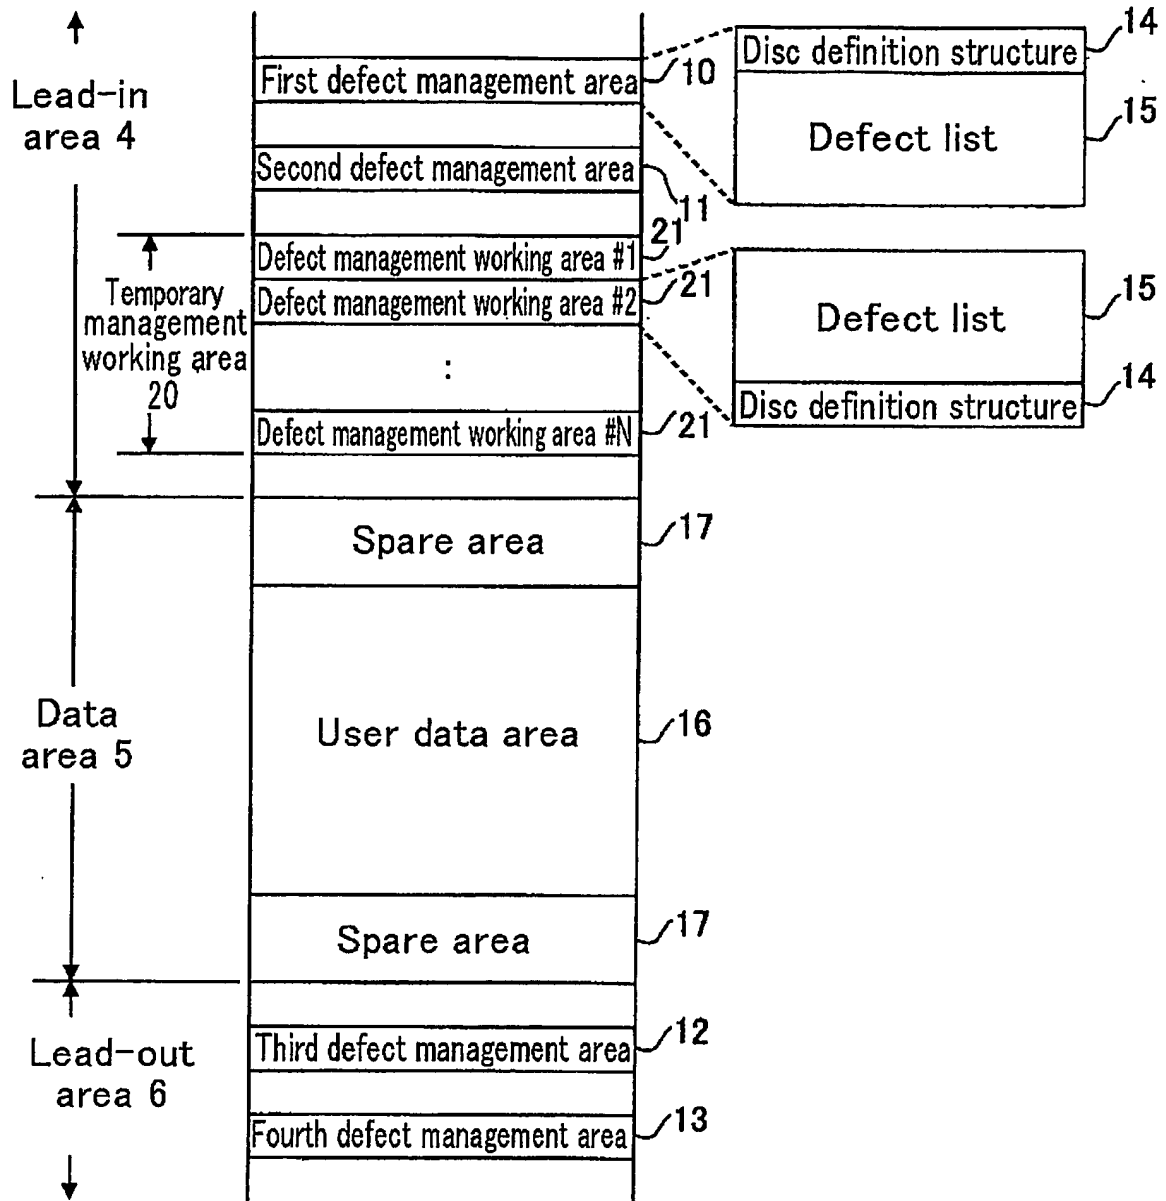 Lead-in
area 4
First defect management area
10
Disc definition structure
14
Defect list
15
Second defect management area
11
Temporary
management
working area
20
Defect management working area #1
21
Defect management working area #2
21
:
Defect management working area #N
21
Defect list
15
Disc definition structure
14
Data
area 5
Spare area
17
User data area
16
Spare area
17
Lead-out
area 6
Third defect management area
12
Fourth defect management area
13